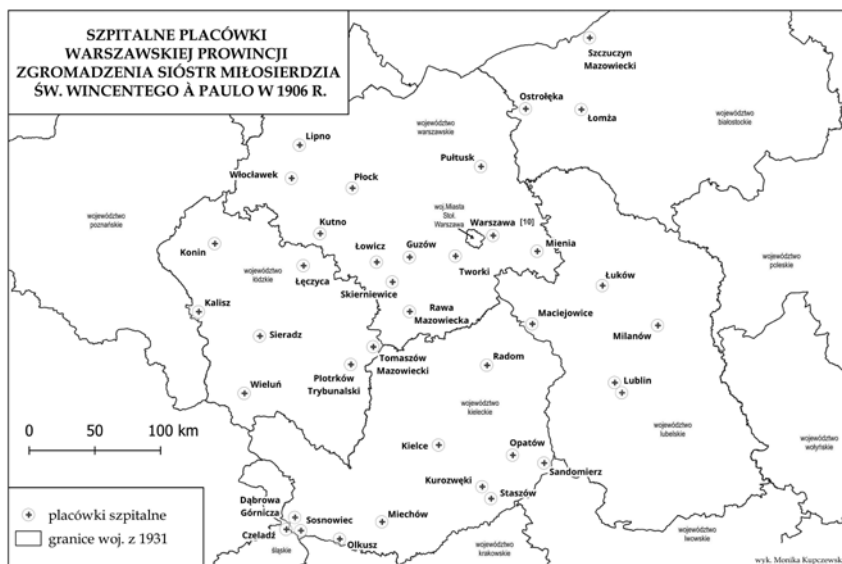 SZPITALNE PLACÓWKI
WARSZAWSKIEJ PROWINCJI
ZGROMADZENIA SIÓSTR MIŁOSIERDZIA
ŚW. WINCENTEGO À PAULO W 1906 R.
Szczuczyn
Mazowiecki
Ostrołęka
Łomża
województwo
białostockie
województwo
warszawskie
Lipno
Pułtusk
Włocławek
Płock
województwo
poznańskie
woj.Miasta
Stoł.
Warszawa
Kutno
Warszawa [10]
Konin
Łowicz
Guzów
Mienia
województwo
łódzkie
Łęczyca
Tworki
województwo
poleskie
Skierniewice
Łuków
Kalisz
Rawa
Mazowiecka
Maciejowice
Milanów
Sieradz
Tomaszów
Mazowiecki
Radom
Piotrków
Trybunalski
Wieluń
Lublin
województwo
kieleckie
województwo
lubelskie
województwo
wołyńskie
0 50 100 km
Kielce
Opatów
Sandomierz
Kurozwęki
Staszów
Dąbrowa
Górnicza
Sosnowiec
Miechów
Czeladź
Olkusz
śląskie
województwo
krakowskie
województwo
lwowskie
placówki szpitalne
granice woj. z 1931
wyk. Monika Kupczewsk